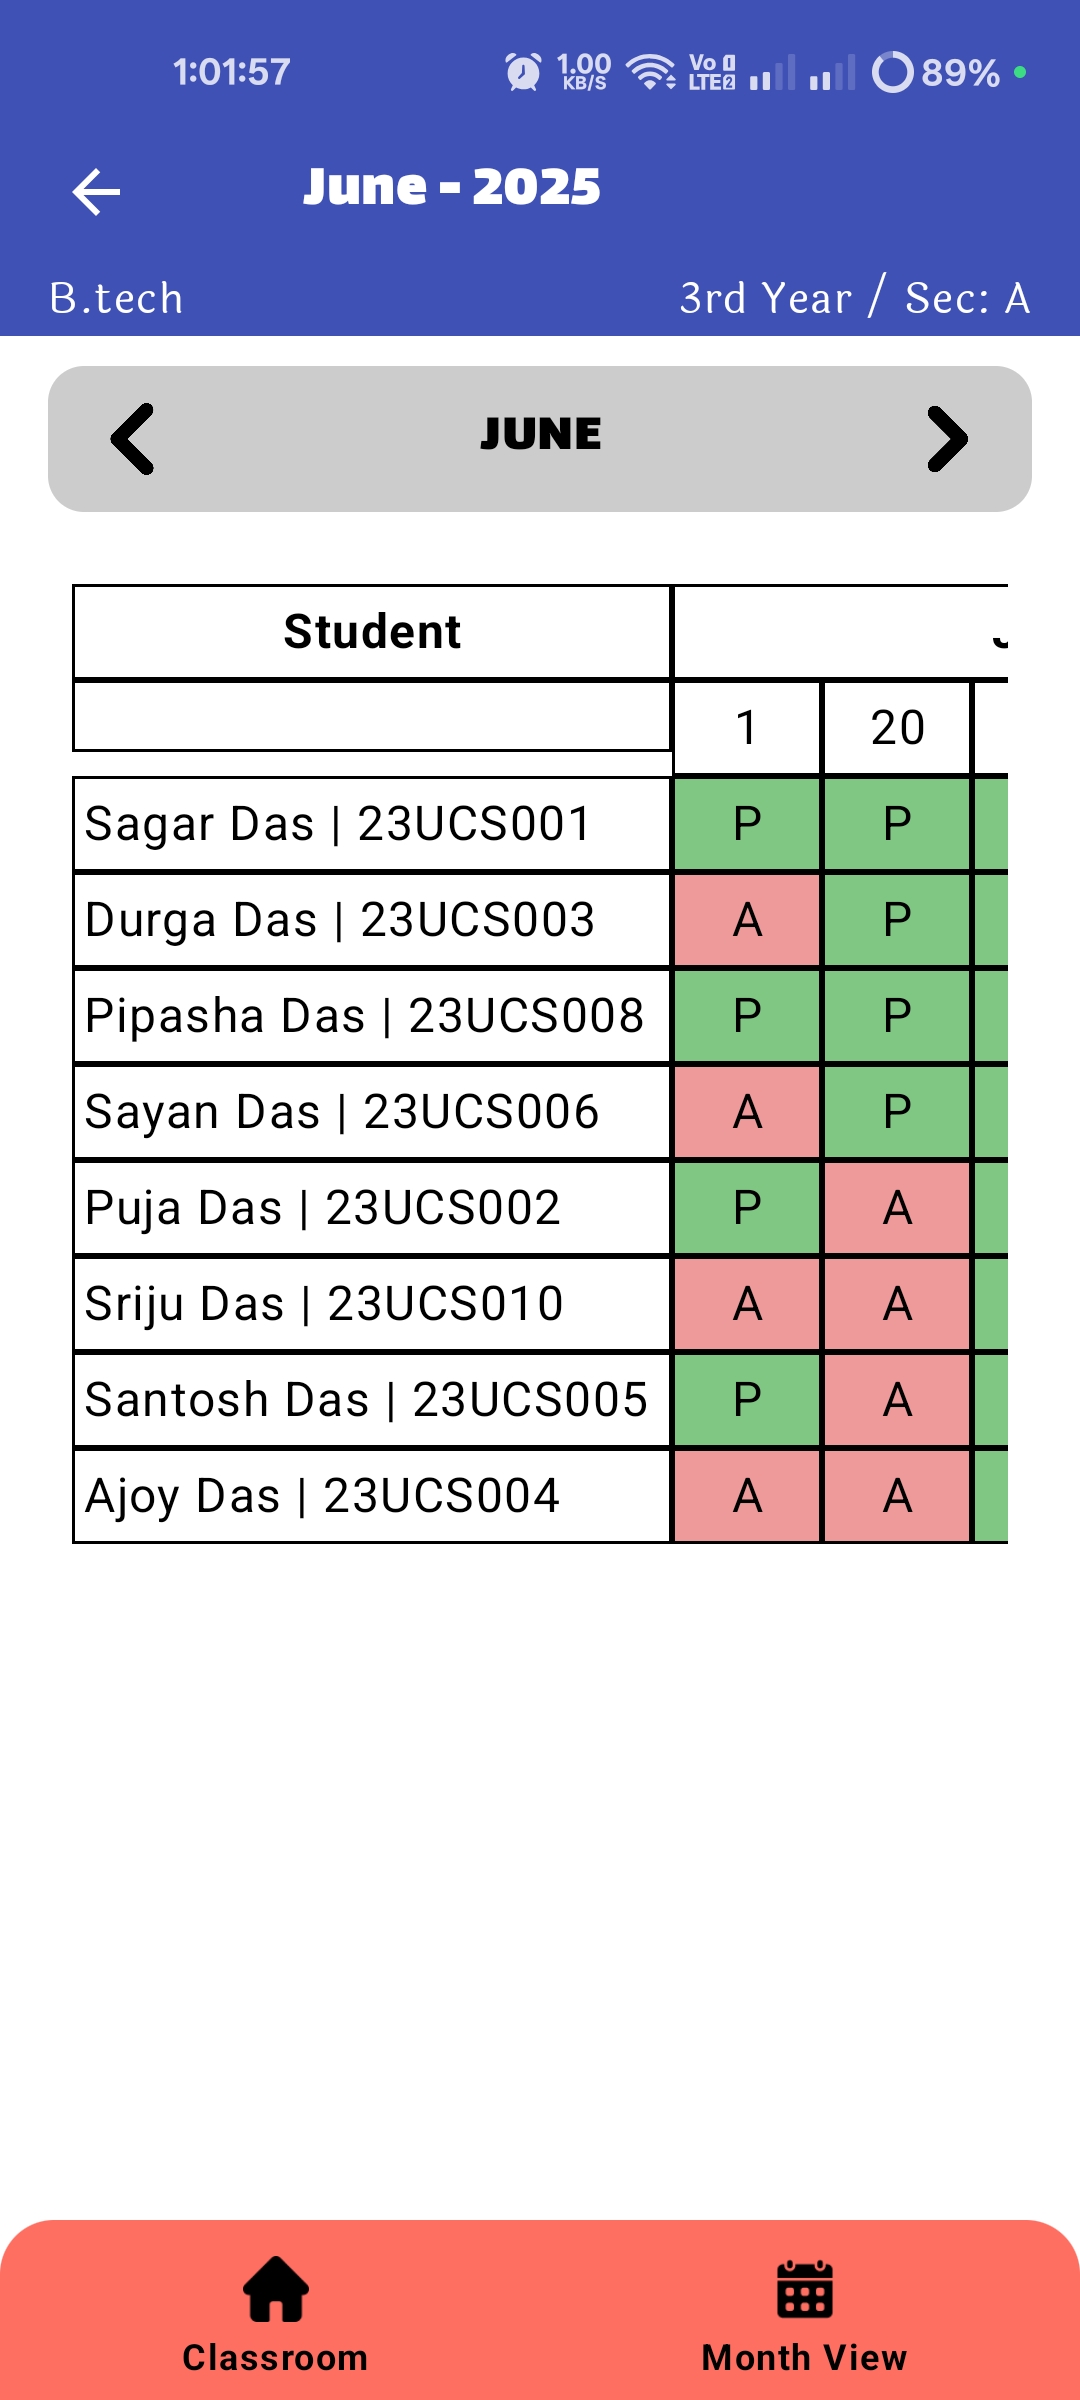 1:01:57 1.00 KB/S Vo LTE 1 2 89%
June - 2025
B.tech 3rd Year / Sec: A
JUNE
Student
1 20
Sagar Das | 23UCS001 P P
Durga Das | 23UCS003 A P
Pipasha Das | 23UCS008 P P
Sayan Das | 23UCS006 A P
Puja Das | 23UCS002 P A
Sriju Das | 23UCS010 A A
Santosh Das | 23UCS005 P A
Ajoy Das | 23UCS004 A A
Classroom Month View